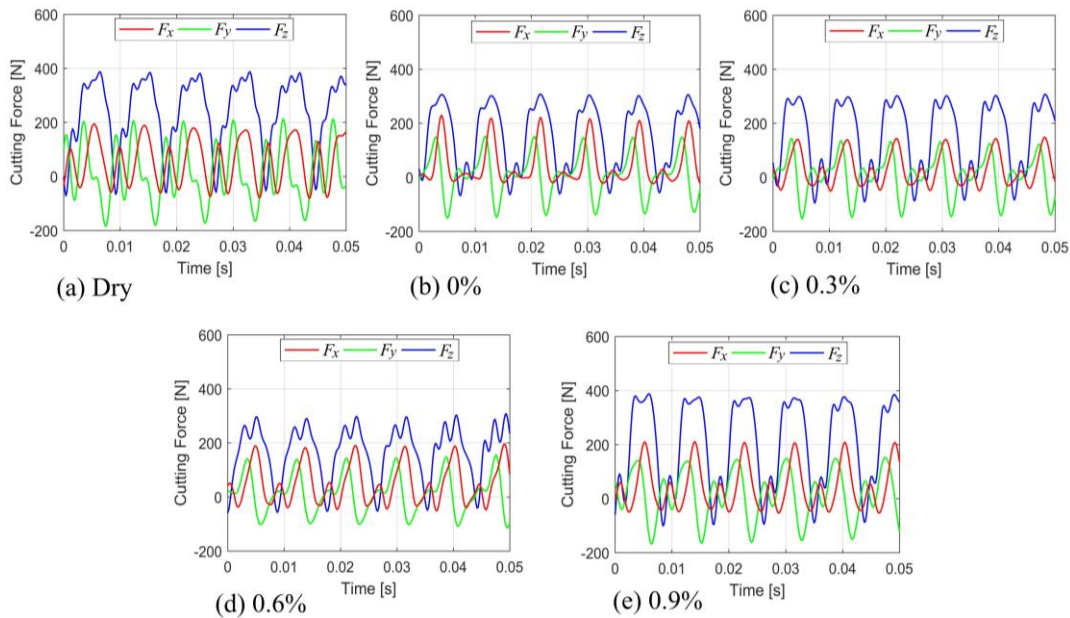 600
400
200
0
-200
Cutting Force [N]
Fx Fy Fz
0 0.01 0.02 0.03 0.04 0.05
Time [s]
(a) Dry
600
400
200
0
-200
Cutting Force [N]
Fx Fy Fz
0 0.01 0.02 0.03 0.04 0.05
Time [s]
(b) 0%
600
400
200
0
-200
Cutting Force [N]
Fx Fy Fz
0 0.01 0.02 0.03 0.04 0.05
Time [s]
(c) 0.3%
600
400
200
0
-200
Cutting Force [N]
Fx Fy Fz
0 0.01 0.02 0.03 0.04 0.05
Time [s]
(d) 0.6%
600
400
200
0
-200
Cutting Force [N]
Fx Fy Fz
0 0.01 0.02 0.03 0.04 0.05
Time [s]
(e) 0.9%